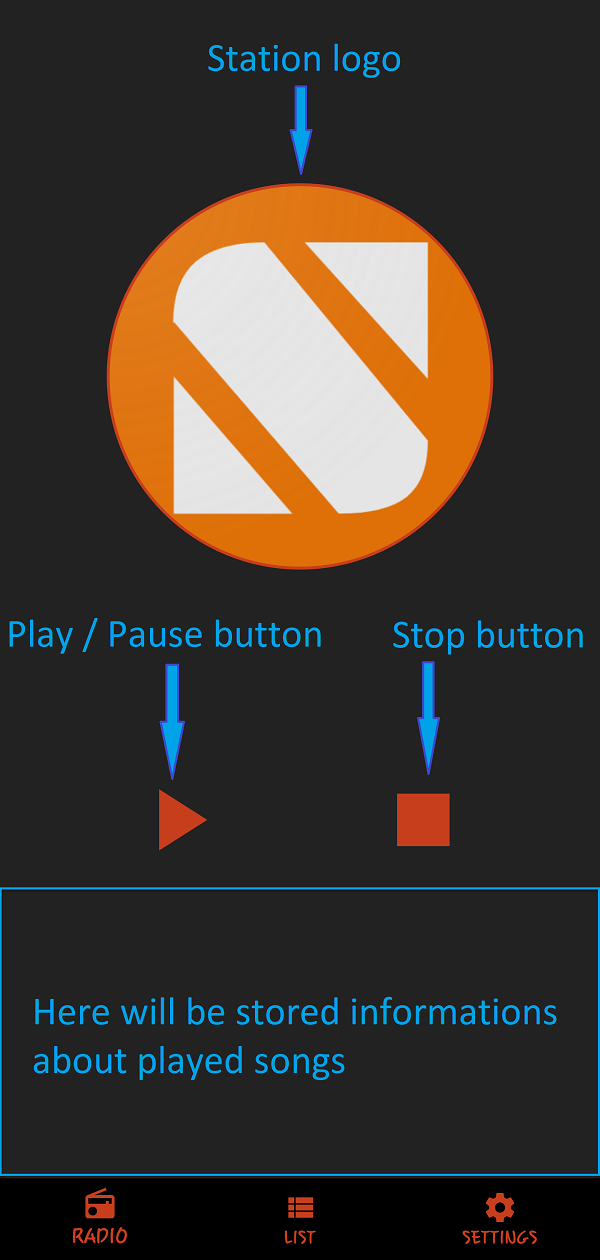 Station logo
Play / Pause button
Stop button
Here will be stored informations
about played songs
RADIO
LIST
SETTINGS